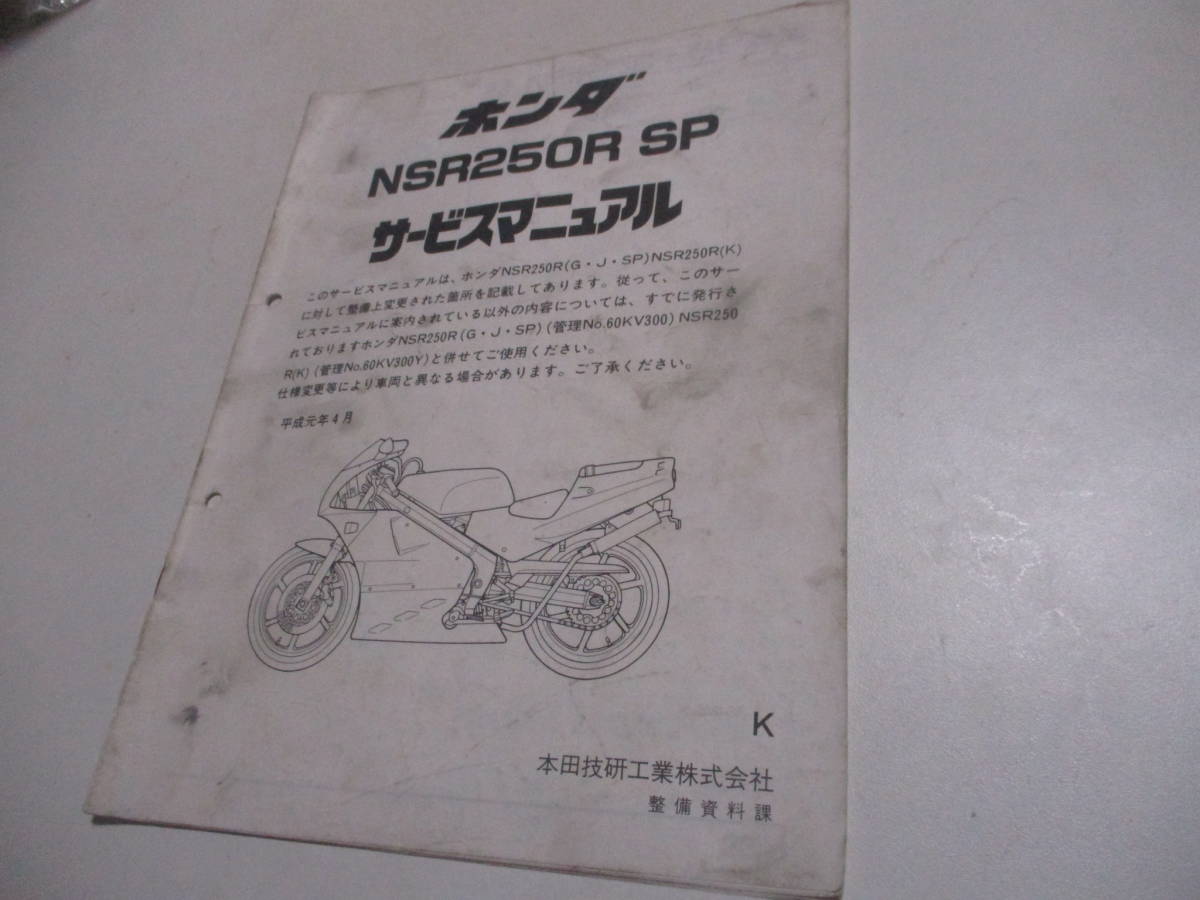 ホンダ
NSR250R SP
サービスマニュアル
このサービスマニュアルは、ホンダNSR250R(G・J・SP)NSR250R(K)
に対して整備上変更された箇所を記載してあります。従って、このサー
ビスマニュアルに案内されている以外の内容については、すでに発行さ
れておりますホンダNSR250R(G・J・SP)(管理No.60KV300)NSR250
R(K)(管理No.60KV300Y)と併せてご使用ください。
仕様変更等により車両と異なる場合があります。ご了承ください。
平成元年4月
K
本田技研工業株式会社
整備資料課